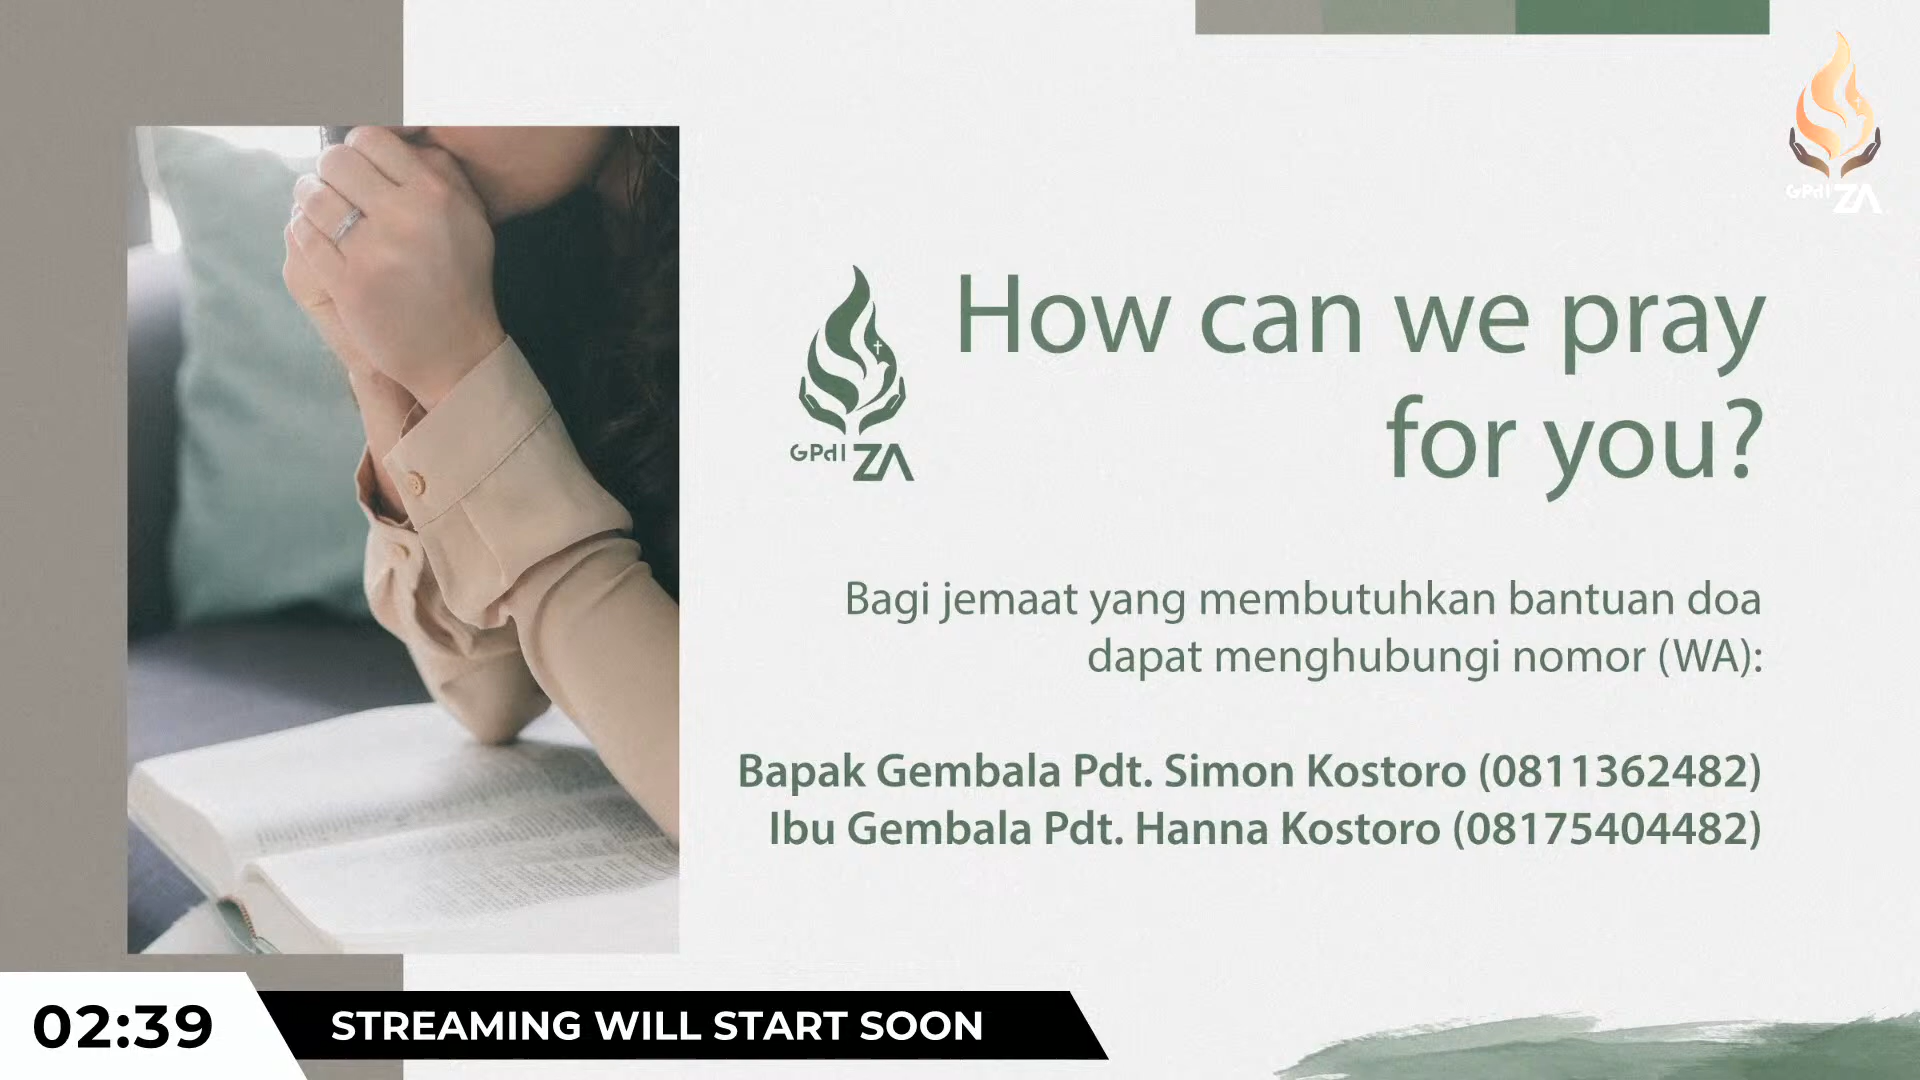 GPdI ZA
GPdI ZA
How can we pray
for you?
Bagi jemaat yang membutuhkan bantuan doa
dapat menghubungi nomor (WA):
Bapak Gembala Pdt. Simon Kostoro (0811362482)
Ibu Gembala Pdt. Hanna Kostoro (08175404482)
02:39
STREAMING WILL START SOON